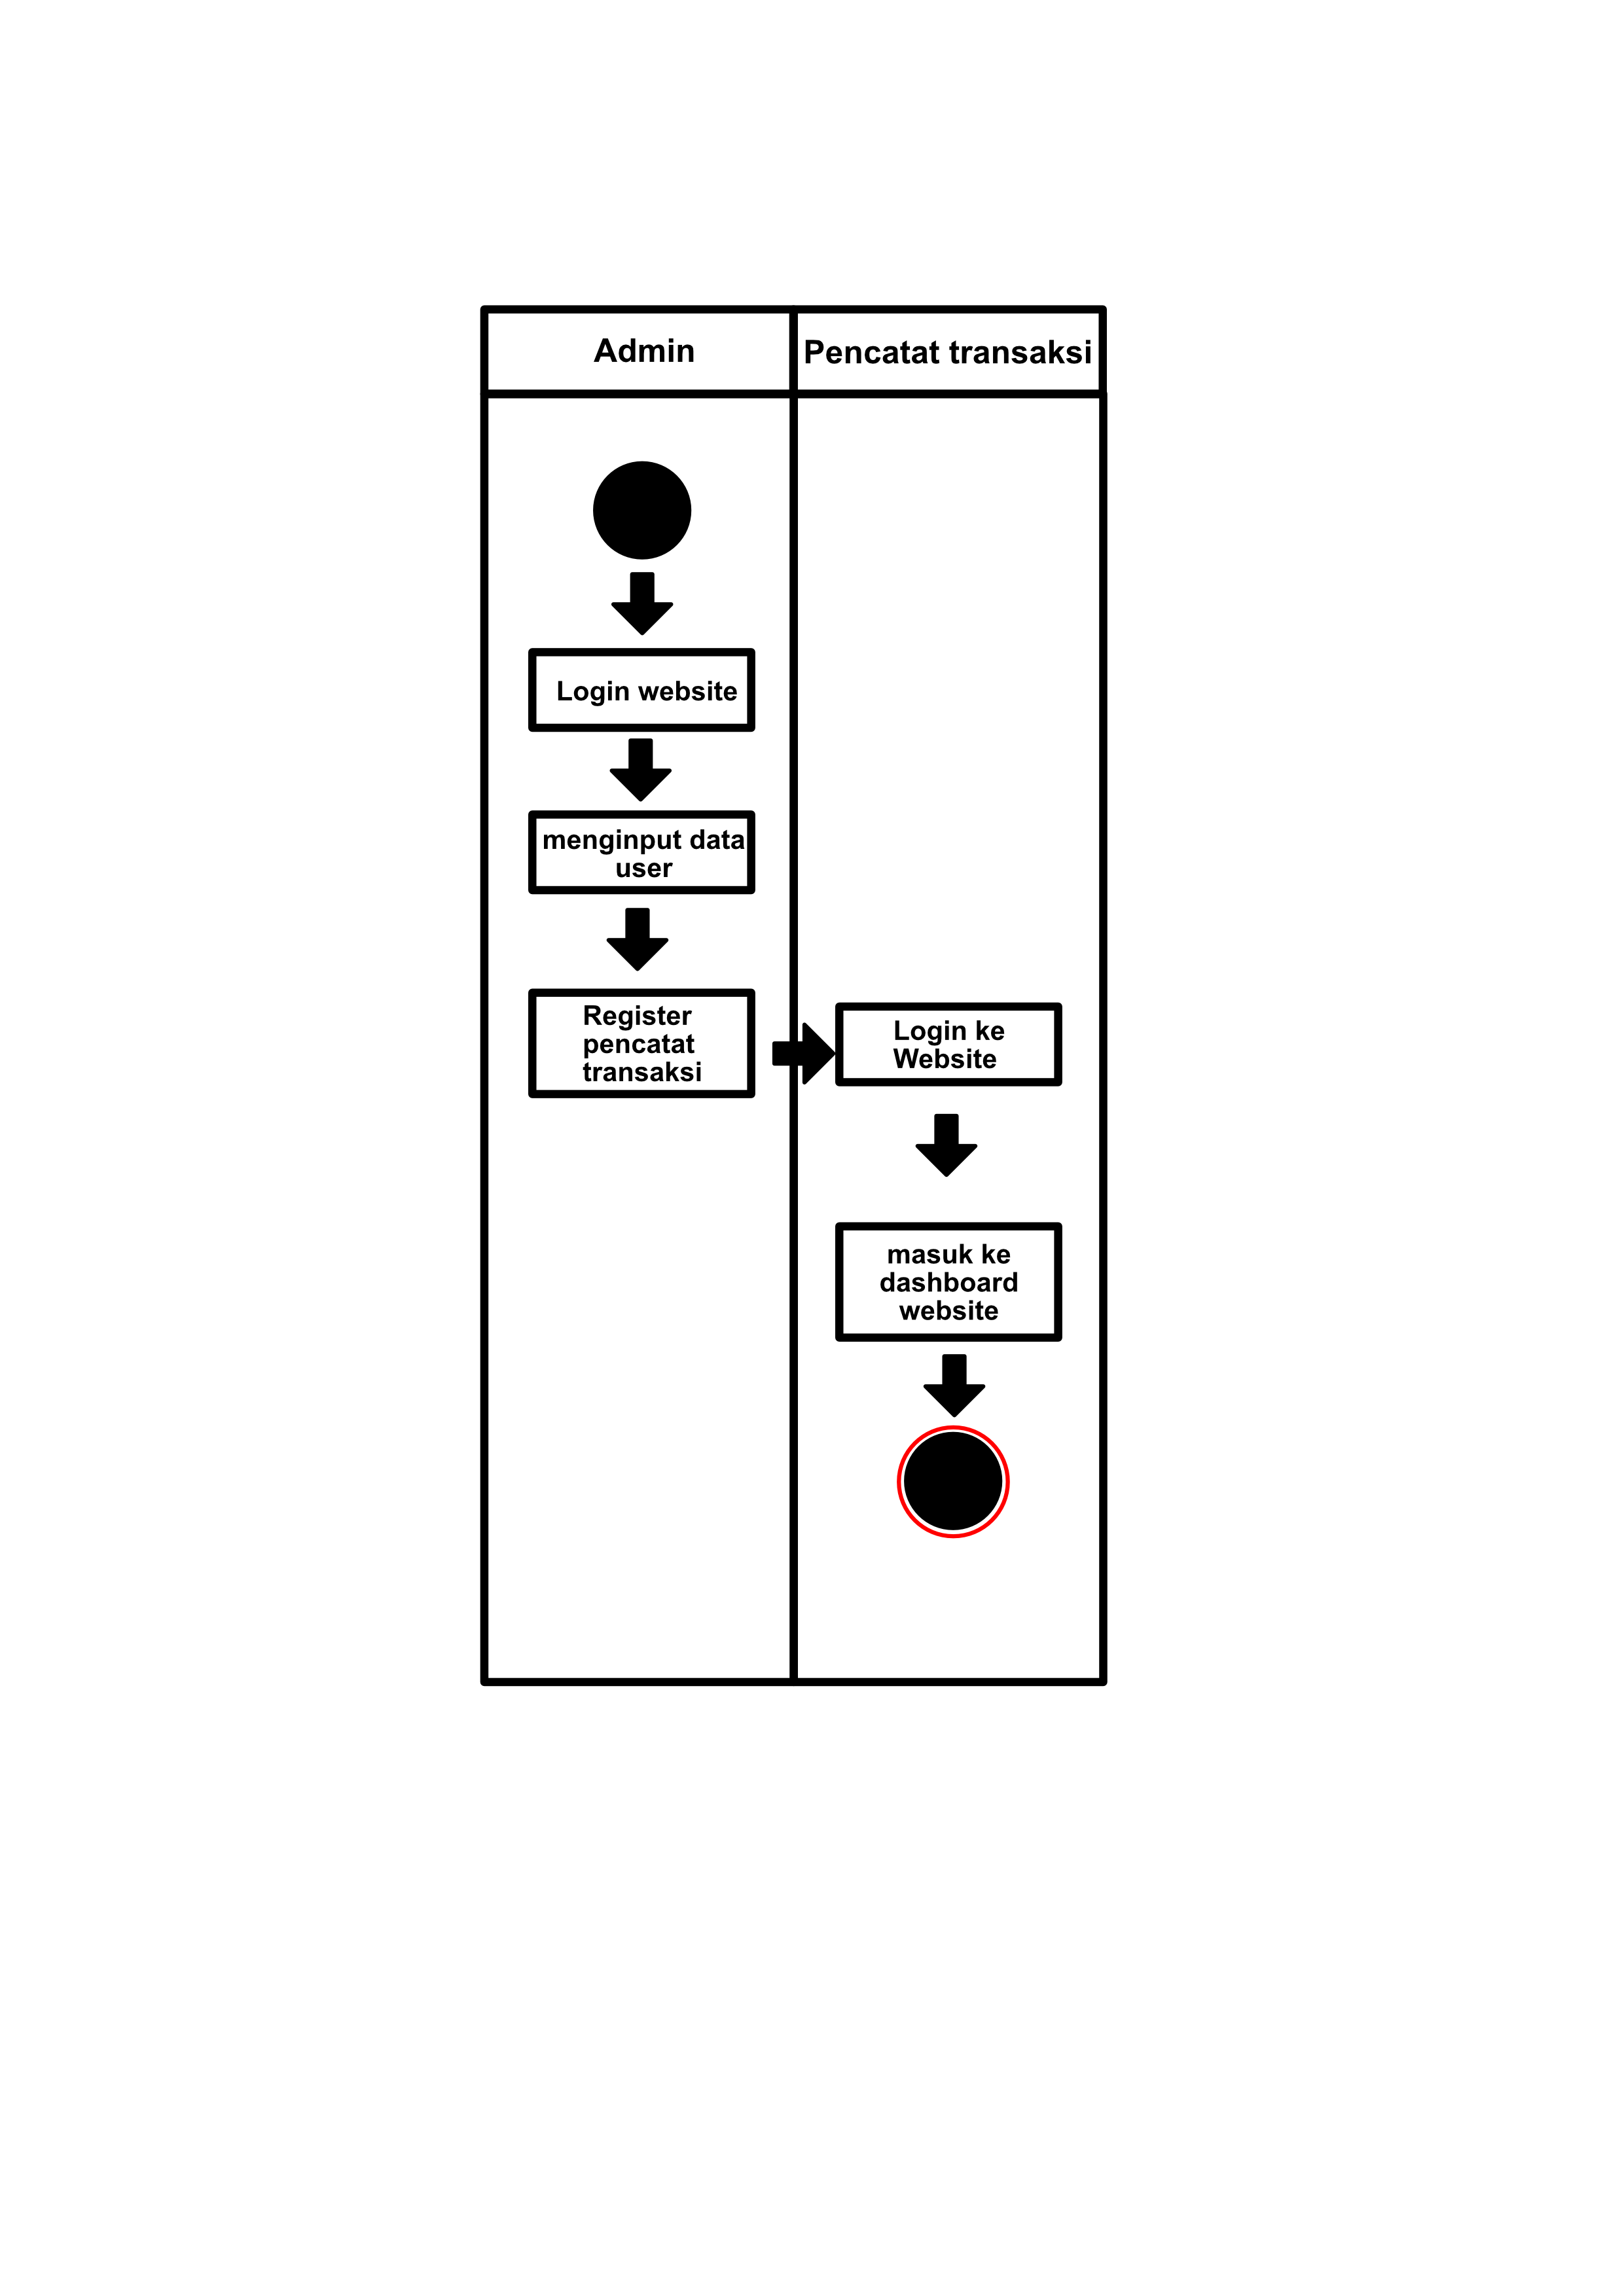 Admin
Pencatat transaksi
Login website
menginput data
user
Register
pencatat
transaksi
Login ke
Website
masuk ke
dashboard
website